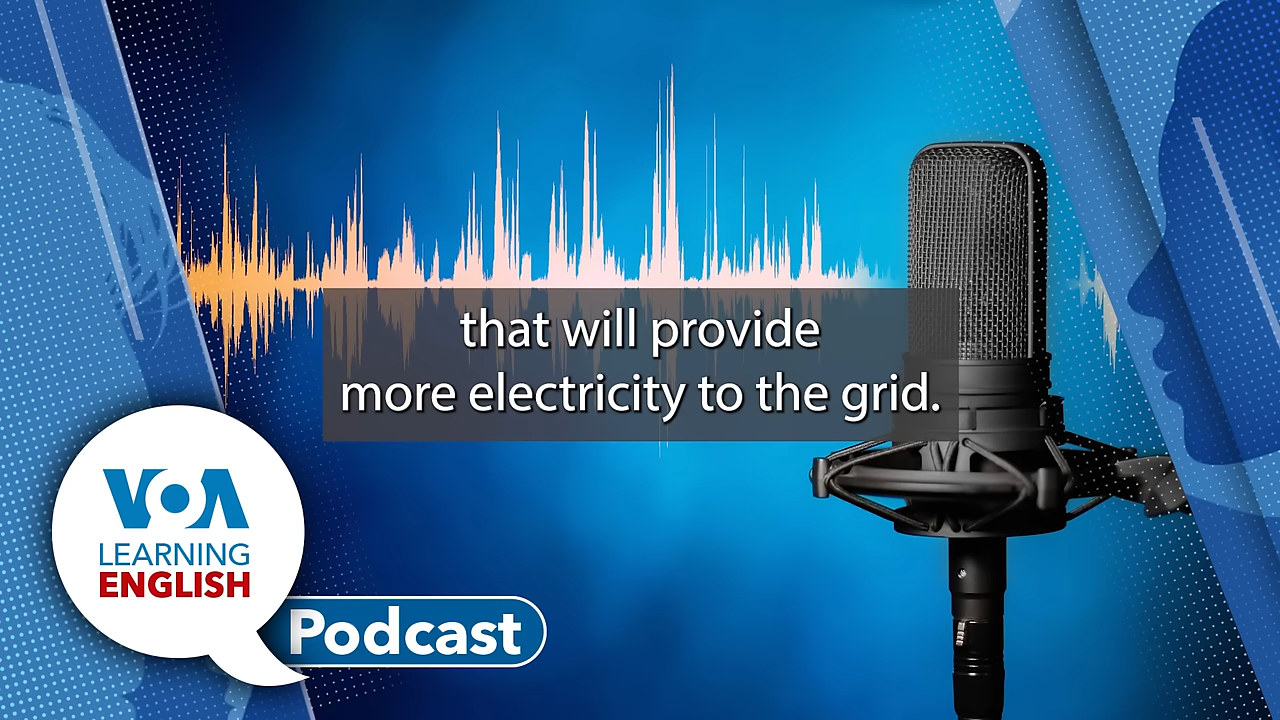 that will provide
more electricity to the grid.
VOA
LEARNING
ENGLISH
Podcast